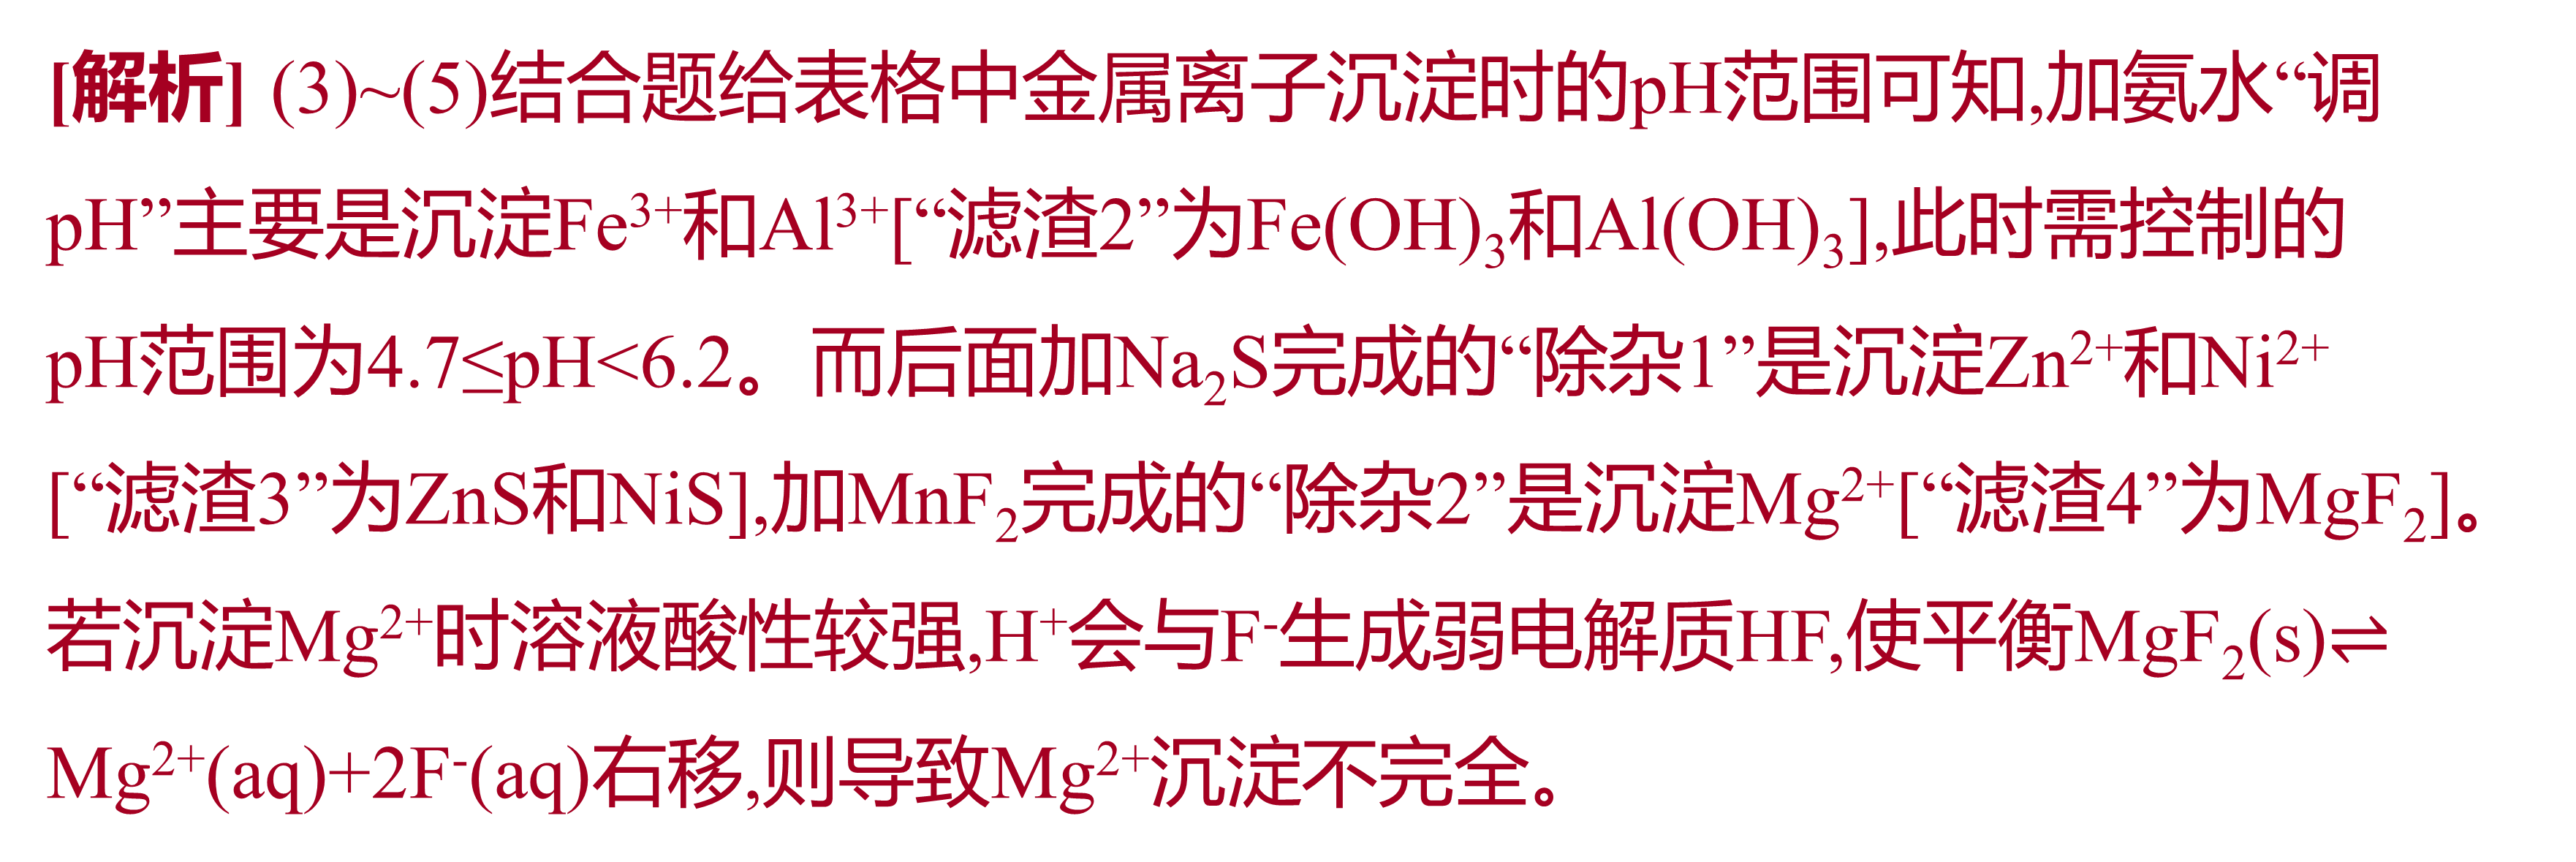 [解析] (3)~(5)结合题给表格中金属离子沉淀时的pH范围可知,加氨水“调
pH”主要是沉淀Fe³⁺和Al³⁺[“滤渣2”为Fe(OH)₃和Al(OH)₃],此时需控制的
pH范围为4.7≤pH<6.2。而后面加Na₂S完成的“除杂1”是沉淀Zn²⁺和Ni²⁺
[“滤渣3”为ZnS和NiS],加MnF₂完成的“除杂2”是沉淀Mg²⁺[“滤渣4”为MgF₂]。
若沉淀Mg²⁺时溶液酸性较强,H⁺会与F⁻生成弱电解质HF,使平衡MgF₂(s)⇌
Mg²⁺(aq)+2F⁻(aq)右移,则导致Mg²⁺沉淀不完全。